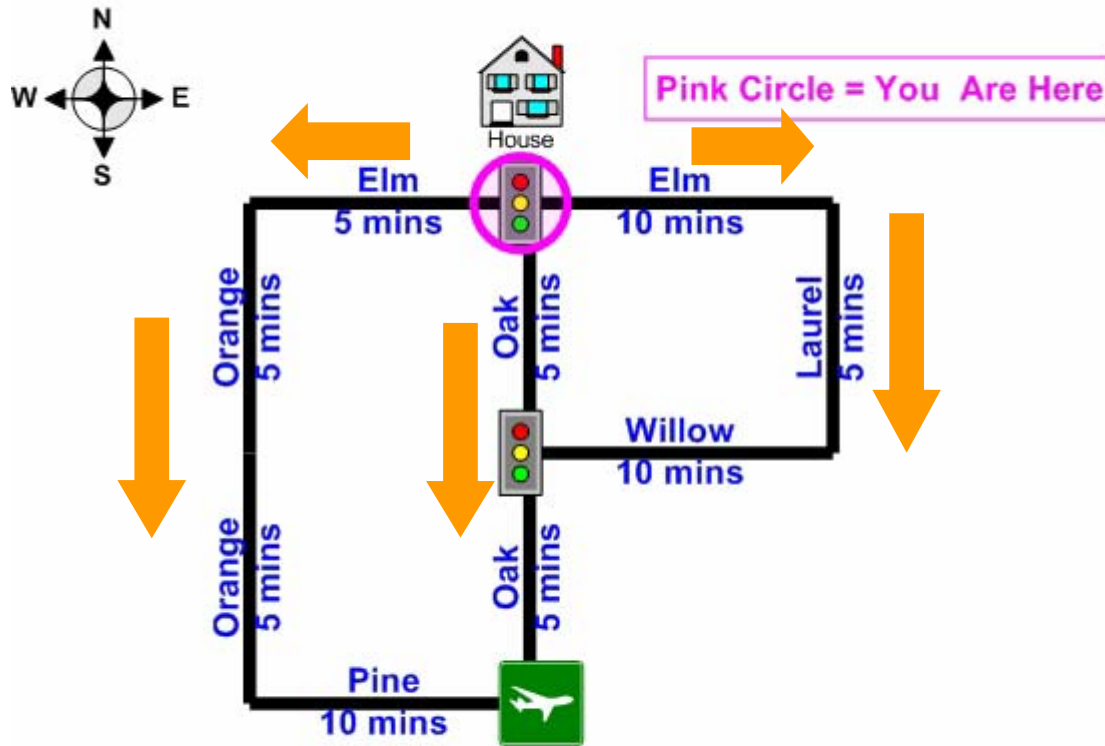 N
W E
S
Pink Circle = You Are Here
House
Elm
5 mins
Elm
10 mins
Orange
5 mins
Oak
5 mins
Laurel
5 mins
Willow
10 mins
Orange
5 mins
Oak
5 mins
Pine
10 mins